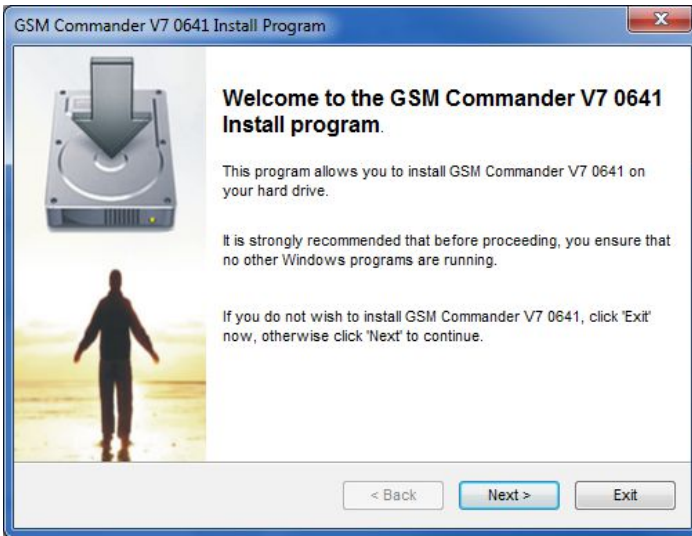 GSM Commander V7 0641 Install Program
Welcome to the GSM Commander V7 0641
Install program.
This program allows you to install GSM Commander V7 0641 on
your hard drive.
It is strongly recommended that before proceeding, you ensure that
no other Windows programs are running.
If you do not wish to install GSM Commander V7 0641, click 'Exit'
now, otherwise click 'Next' to continue.
< Back
Next >
Exit